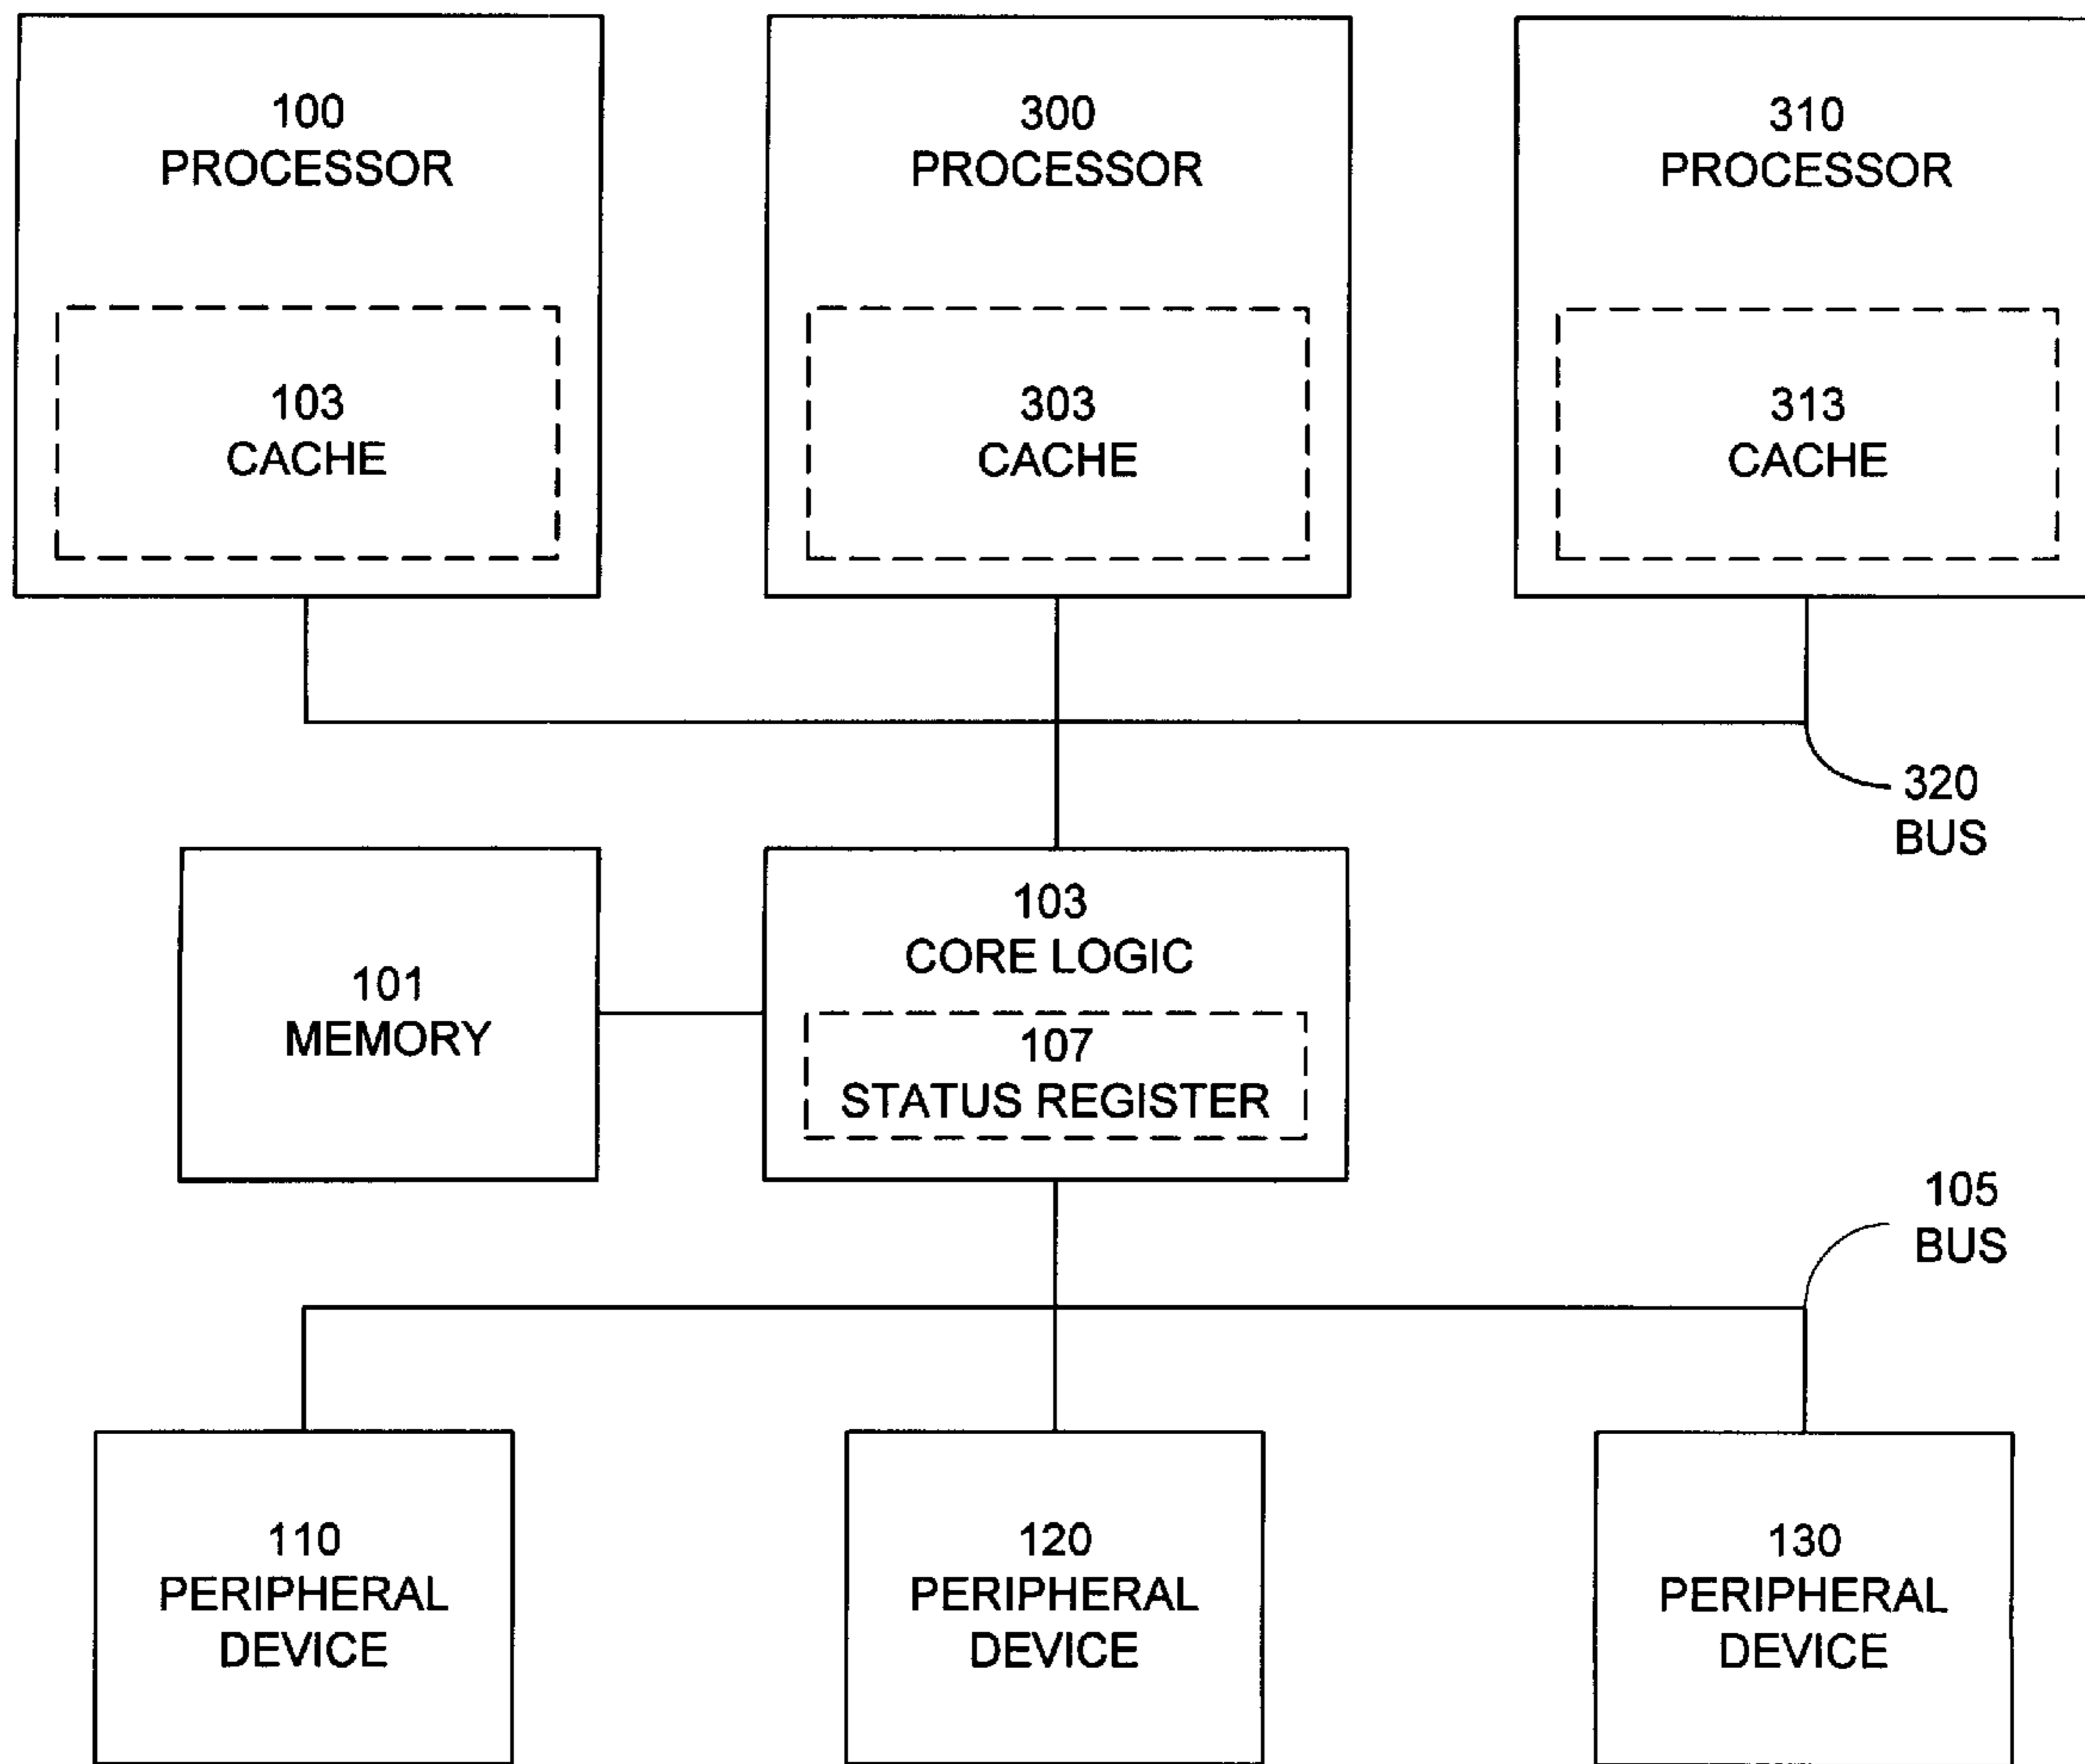 100
PROCESSOR
103
CACHE
300
PROCESSOR
303
CACHE
310
PROCESSOR
313
CACHE
320
BUS
101
MEMORY
103
CORE LOGIC
107
STATUS REGISTER
105
BUS
110
PERIPHERAL
DEVICE
120
PERIPHERAL
DEVICE
130
PERIPHERAL
DEVICE